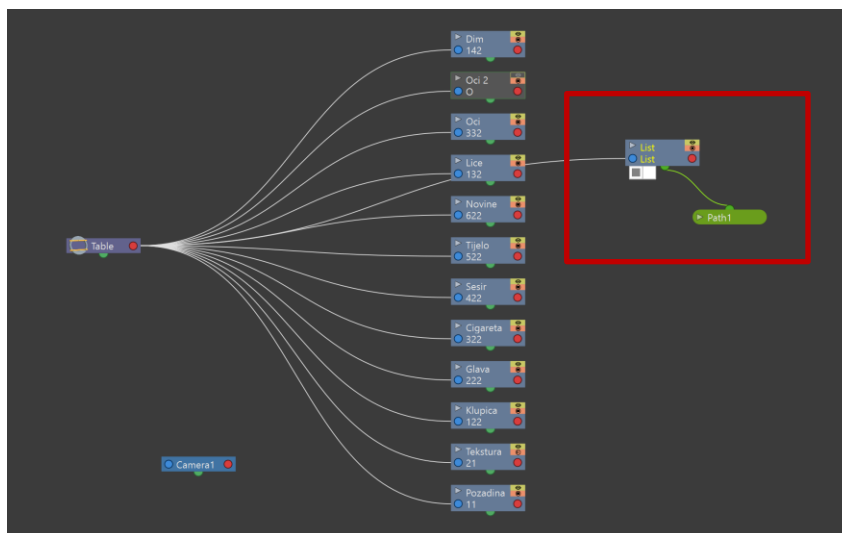 Dim
142
Oci 2
O
Oci
332
Lice
132
List
List
Novine
622
Path1
Table
Tijelo
522
Sesir
422
Cigareta
322
Glava
222
Klupica
122
Camera1
Tekstura
21
Pozadina
11